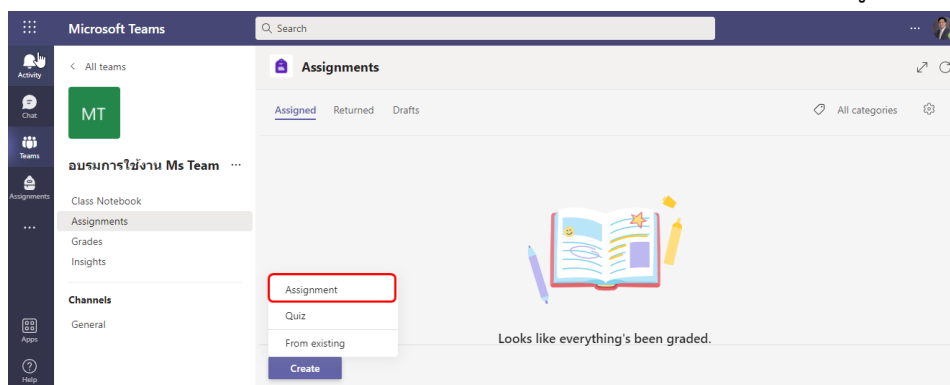 Microsoft Teams
Search
...
Activity
Chat
Teams
Assignments
...
Apps
Help
All teams
MT
อบรมการใช้งาน Ms Team ...
Class Notebook
Assignments
Grades
Insights
Channels
General
Assignments
Assigned Returned Drafts
All categories
Looks like everything's been graded.
Assignment
Quiz
From existing
Create